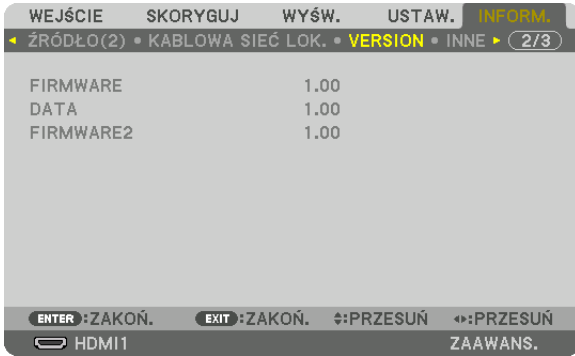 WEJŚCIE SKORYGUJ WYŚW. USTAW. INFORM.
ŹRÓDŁO(2) • KABLOWA SIEĆ LOK. • VERSION • INNE 2/3
FIRMWARE 1.00
DATA 1.00
FIRMWARE2 1.00
ENTER :ZAKOŃ. EXIT :ZAKOŃ. :PRZESUŃ :PRZESUŃ
HDMI1 ZAAWANS.